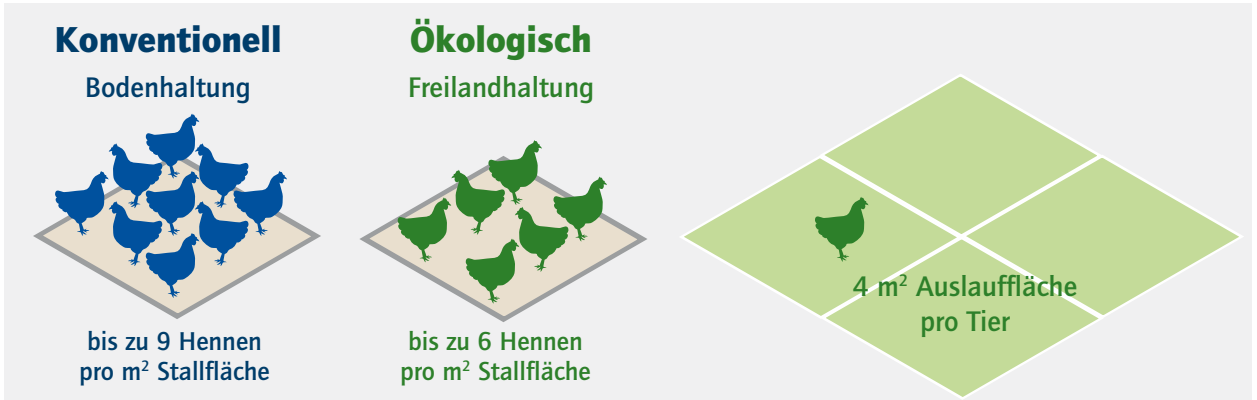 Konventionell
Bodenhaltung
bis zu 9 Hennen
pro m² Stallfläche
Ökologisch
Freilandhaltung
bis zu 6 Hennen
pro m² Stallfläche
4 m² Auslauffläche
pro Tier